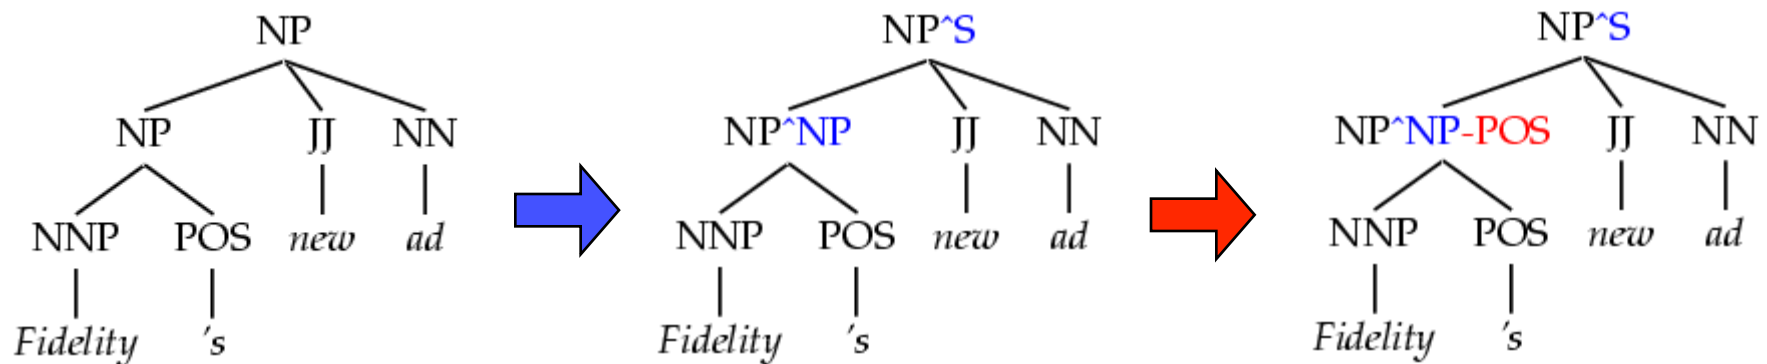 NP NP^S NP^S
NP JJ NN NP^NP JJ NN NP^NP-POS JJ NN
NNP POS new ad NNP POS new ad NNP POS new ad
Fidelity 's Fidelity 's Fidelity 's